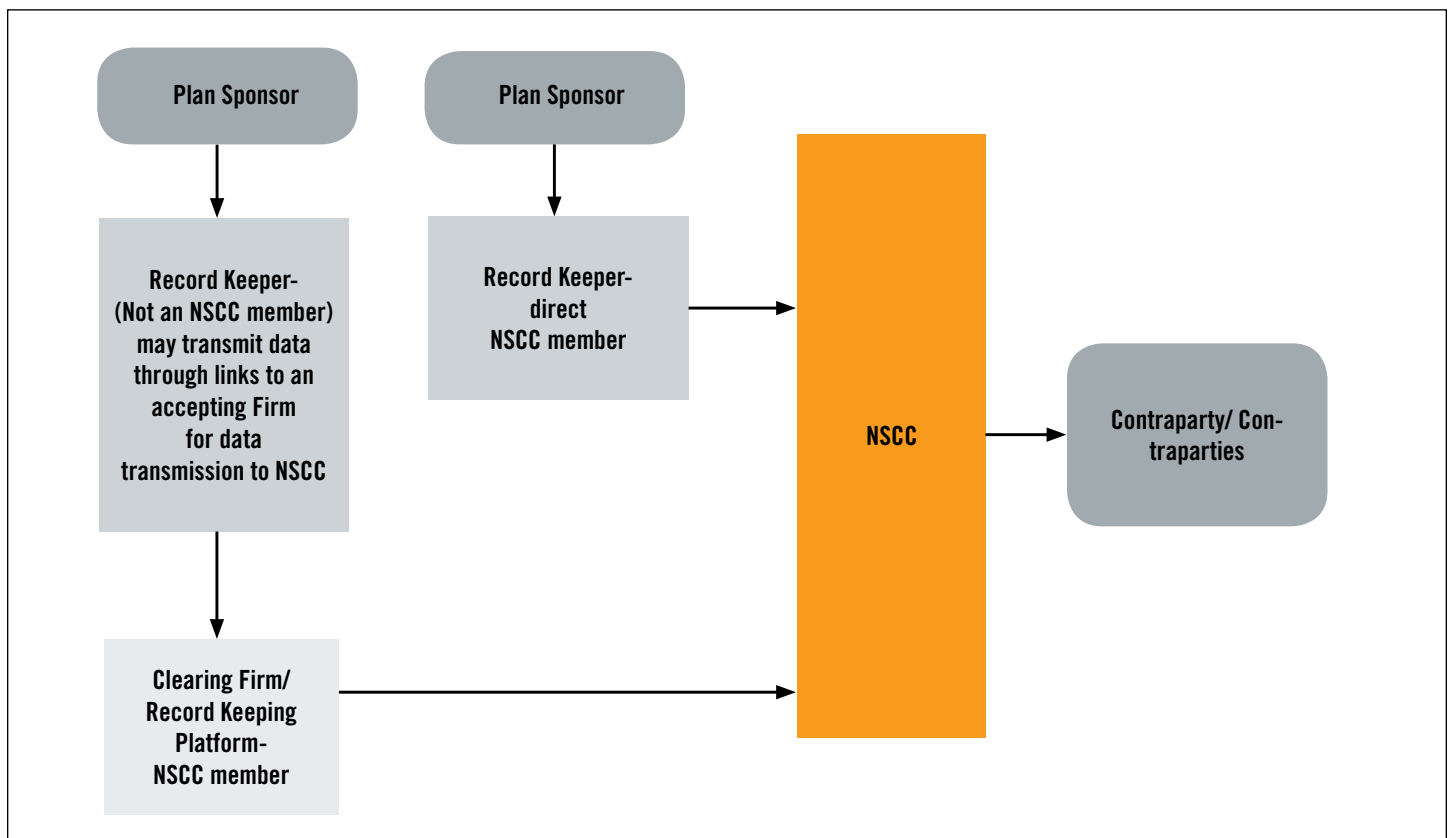 Plan Sponsor
Plan Sponsor
Record Keeper-
(Not an NSCC member)
may transmit data
through links to an
accepting Firm
for data
transmission to NSCC
Record Keeper-
direct
NSCC member
NSCC
Contraparty/ Con-
traparties
Clearing Firm/
Record Keeping
Platform-
NSCC member